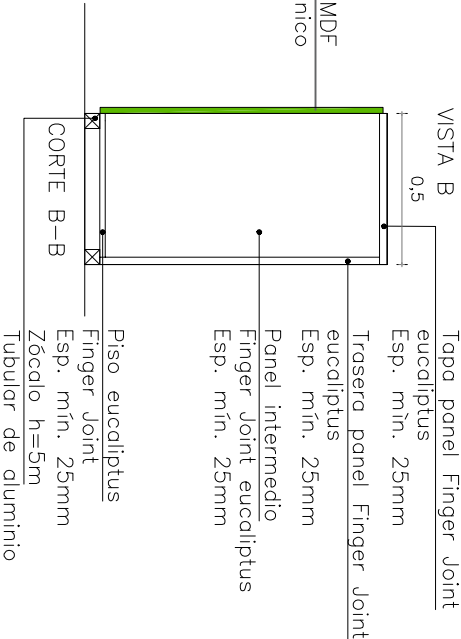 VISTA B
0,5
Tapa panel Finger Joint
eucaliptus
Esp. mín. 25mm
Trasera panel Finger Joint
eucaliptus
Esp. mín. 25mm
MDF
nico
Panel intermedio
Finger Joint eucaliptus
Esp. mín. 25mm
Piso eucaliptus
Finger Joint
Esp. mín. 25mm
Zócalo h=5m
Tubular de aluminio
CORTE B-B